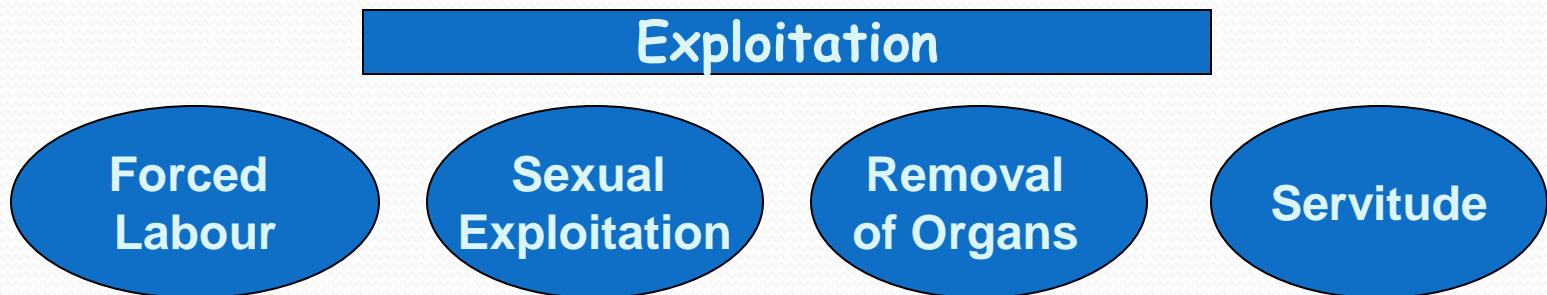 Exploitation
Forced
Labour
Sexual
Exploitation
Removal
of Organs
Servitude